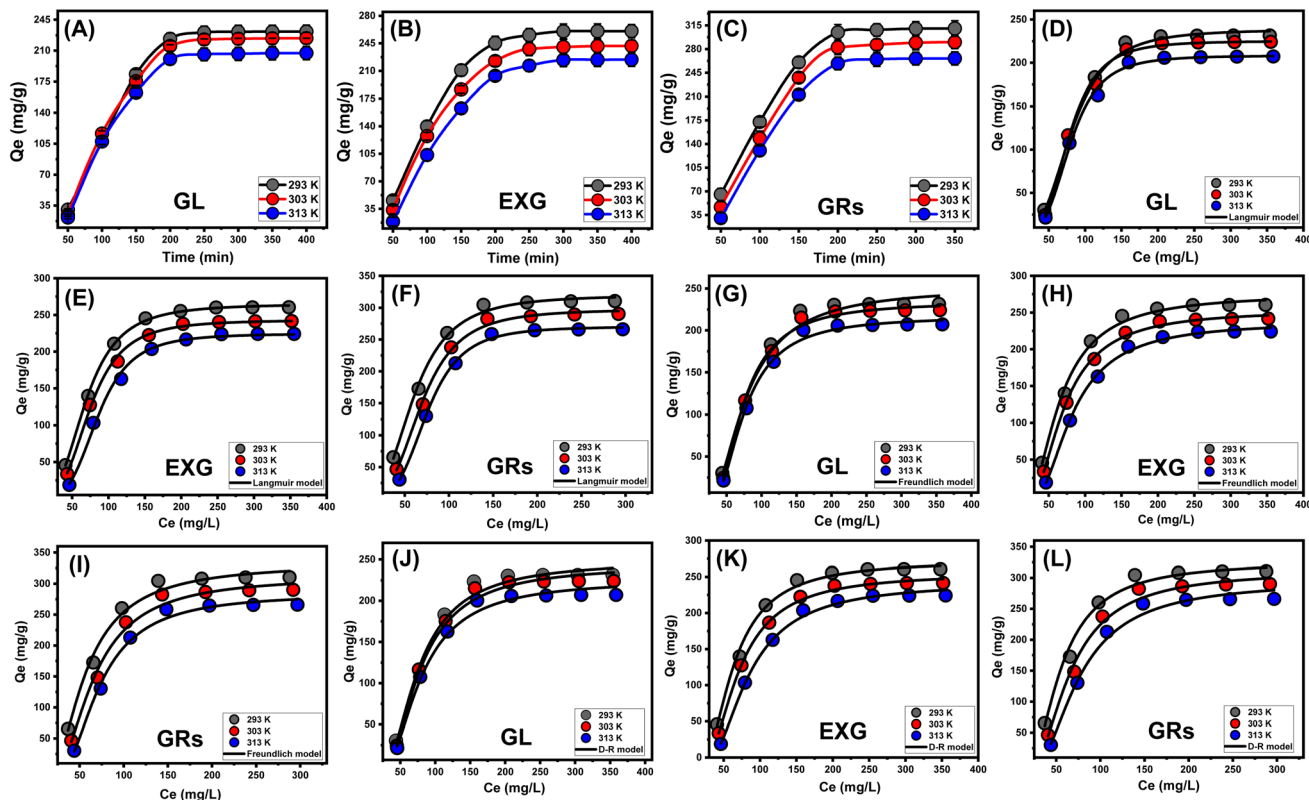 (A)
245
210
175
140
105
70
35
Qe (mg/g)
293 K
303 K
313 K
GL
50 100 150 200 250 300 350 400
Time (min)
(B)
280
245
210
175
140
105
70
35
Qe (mg/g)
293 K
303 K
313 K
EXG
50 100 150 200 250 300 350 400
Time (min)
(C)
315
280
245
210
175
140
105
70
35
Qe (mg/g)
293 K
303 K
313 K
GRs
50 100 150 200 250 300 350
Time (min)
(D)
250
200
150
100
50
Qe (mg/g)
GL
293 K
303 K
313 K
Langmuir model
50 100 150 200 250 300 350 400
Ce (mg/L)
(E)
300
250
200
150
100
50
Qe (mg/g)
EXG
293 K
303 K
313 K
Langmuir model
50 100 150 200 250 300 350 400
Ce (mg/L)
(F)
350
300
250
200
150
100
50
Qe (mg/g)
GRs
293 K
303 K
313 K
Langmuir model
50 100 150 200 250 300 350
Ce (mg/L)
(G)
250
200
150
100
50
Qe (mg/g)
GL
293 K
303 K
313 K
Freundlich model
50 100 150 200 250 300 350 400
Ce (mg/L)
(H)
300
250
200
150
100
50
Qe (mg/g)
EXG
293 K
303 K
313 K
Freundlich model
50 100 150 200 250 300 350 400
Ce (mg/L)
(I)
350
300
250
200
150
100
50
Qe (mg/g)
GRs
293 K
303 K
313 K
Freundlich model
50 100 150 200 250 300 350
Ce (mg/L)
(J)
250
200
150
100
50
Qe (mg/g)
GL
293 K
303 K
313 K
D-R model
50 100 150 200 250 300 350 400
Ce (mg/L)
(K)
300
250
200
150
100
50
0
Qe (mg/g)
EXG
293 K
303 K
313 K
D-R model
50 100 150 200 250 300 350 400
Ce (mg/L)
(L)
350
300
250
200
150
100
50
Qe (mg/g)
GRs
293 K
303 K
313 K
D-R model
50 100 150 200 250 300
Ce (mg/L)